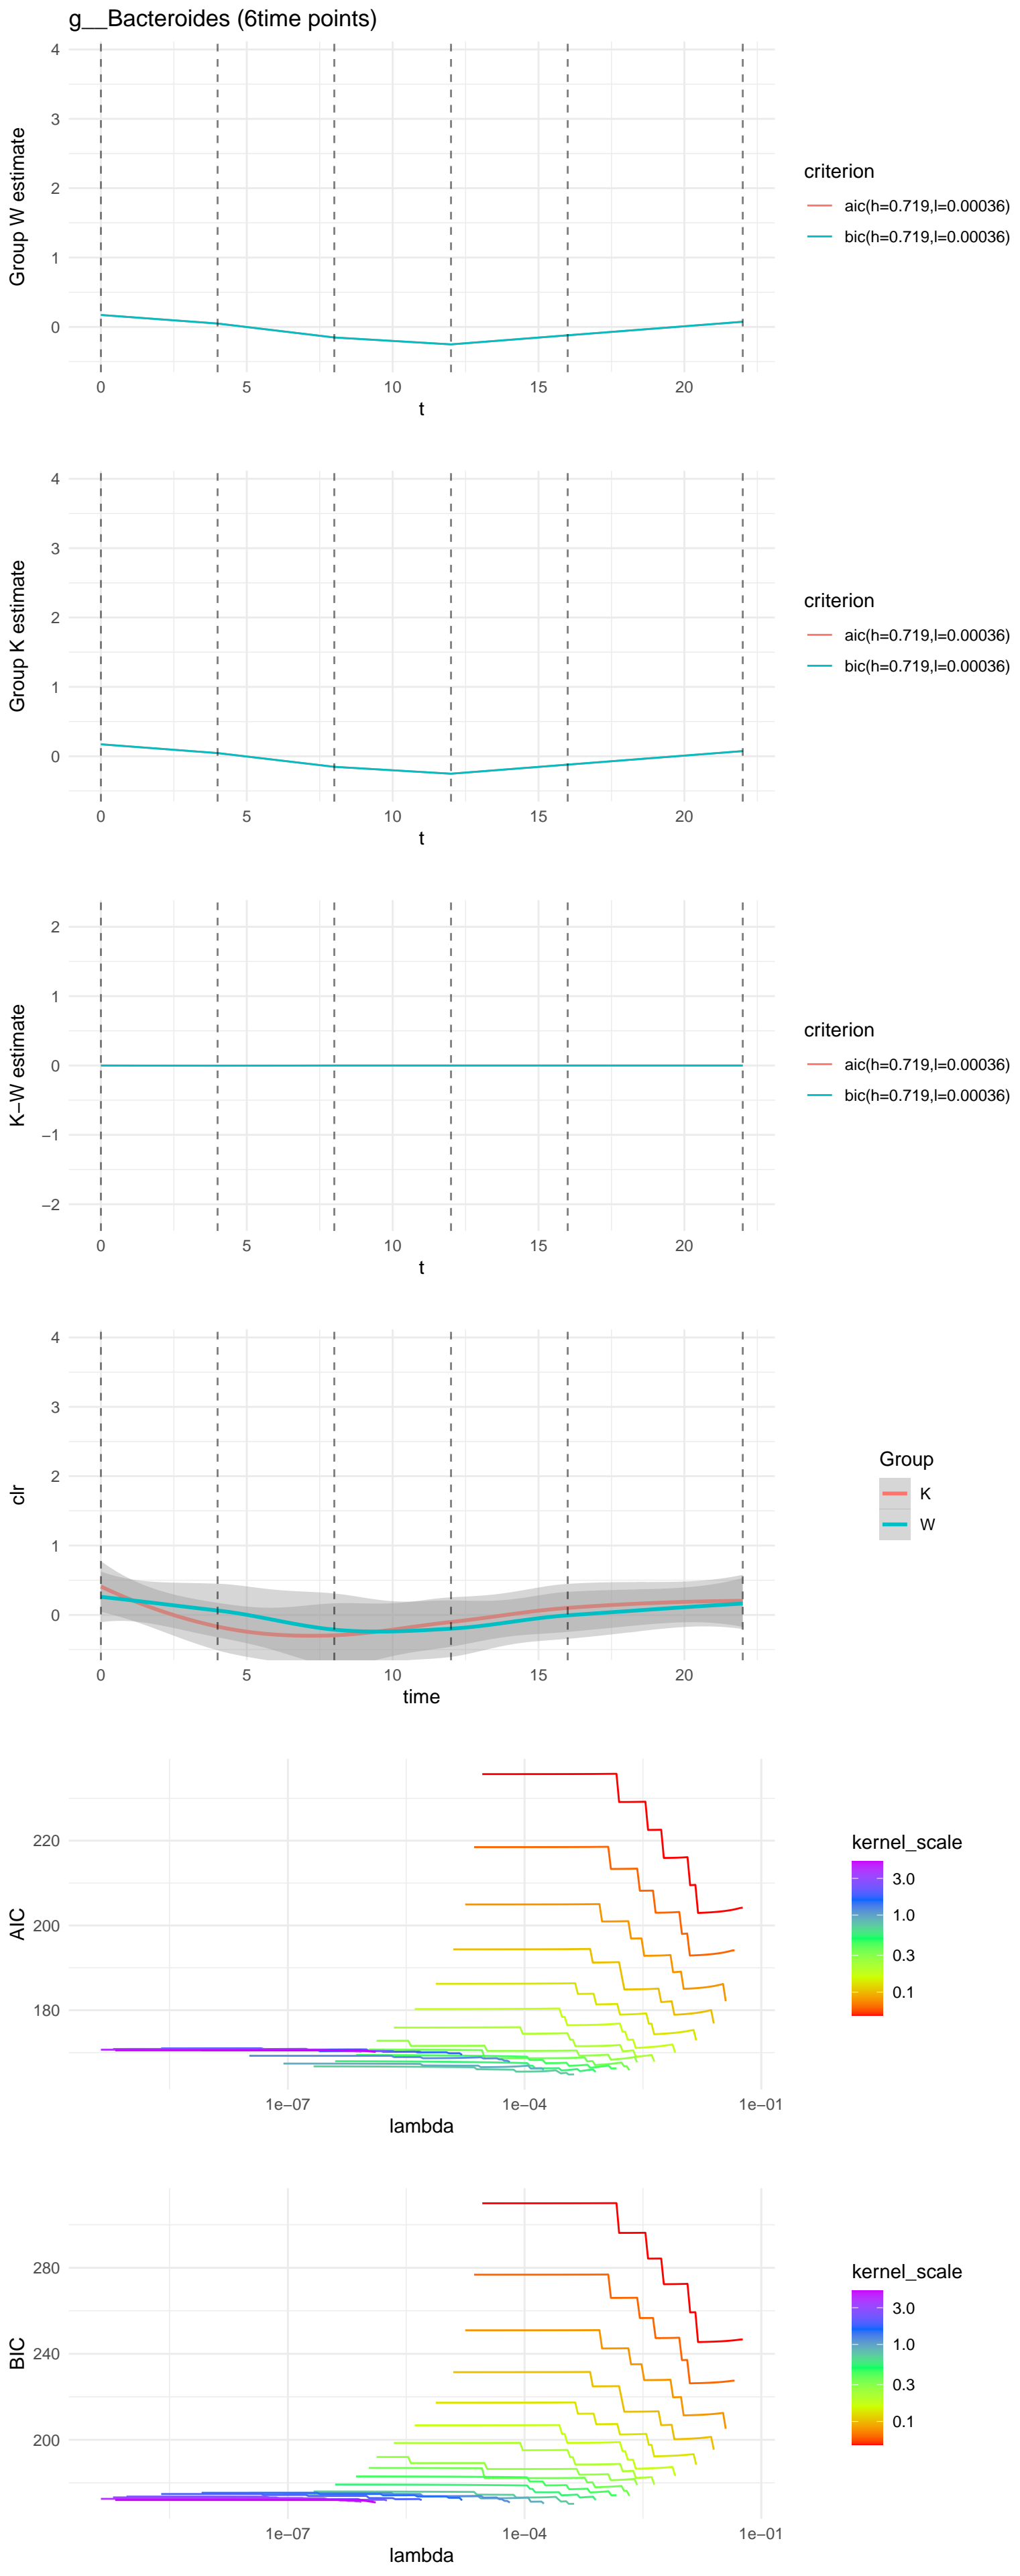 g__Bacteroides (6time points)
Group W estimate
4
3
2
1
0
0
5
10
15
20
t
criterion
aic(h=0.719,l=0.00036)
bic(h=0.719,l=0.00036)
Group K estimate
4
3
2
1
0
0
5
10
15
20
t
criterion
aic(h=0.719,l=0.00036)
bic(h=0.719,l=0.00036)
K−W estimate
2
1
0
−1
−2
0
5
10
15
20
t
criterion
aic(h=0.719,l=0.00036)
bic(h=0.719,l=0.00036)
clr
4
3
2
1
0
0
5
10
15
20
time
Group
K
W
AIC
220
200
180
1e−07
1e−04
1e−01
lambda
kernel_scale
3.0
1.0
0.3
0.1
BIC
280
240
200
1e−07
1e−04
1e−01
lambda
kernel_scale
3.0
1.0
0.3
0.1